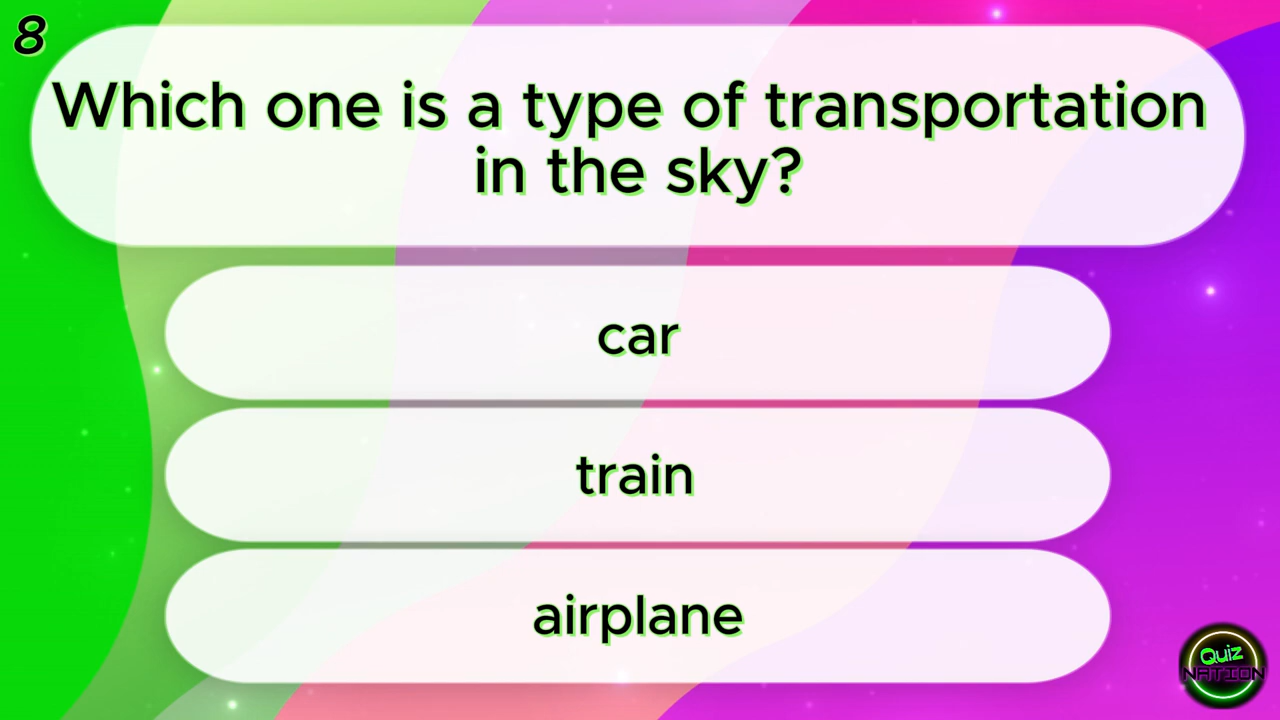 8
Which one is a type of transportation
in the sky?
car
train
airplane
Quiz
NATION